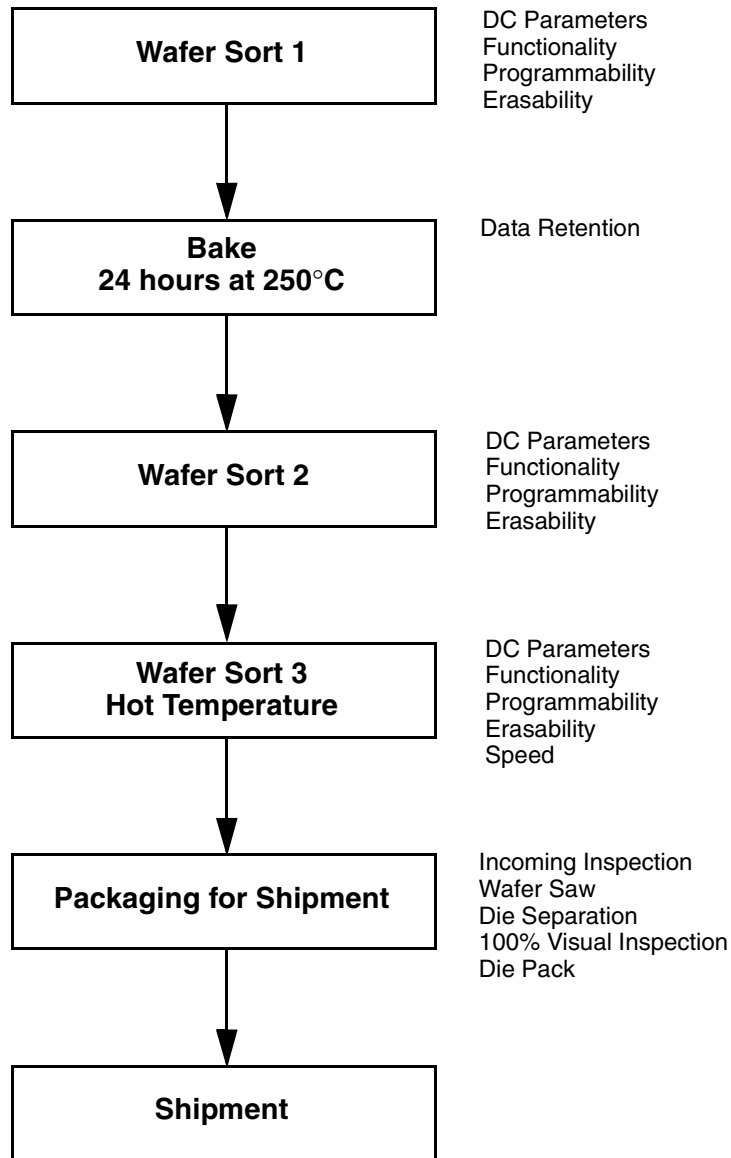 Wafer Sort 1
DC Parameters
Functionality
Programmability
Erasability
Bake
24 hours at 250°C
Data Retention
Wafer Sort 2
DC Parameters
Functionality
Programmability
Erasability
Wafer Sort 3
Hot Temperature
DC Parameters
Functionality
Programmability
Erasability
Speed
Packaging for Shipment
Incoming Inspection
Wafer Saw
Die Separation
100% Visual Inspection
Die Pack
Shipment